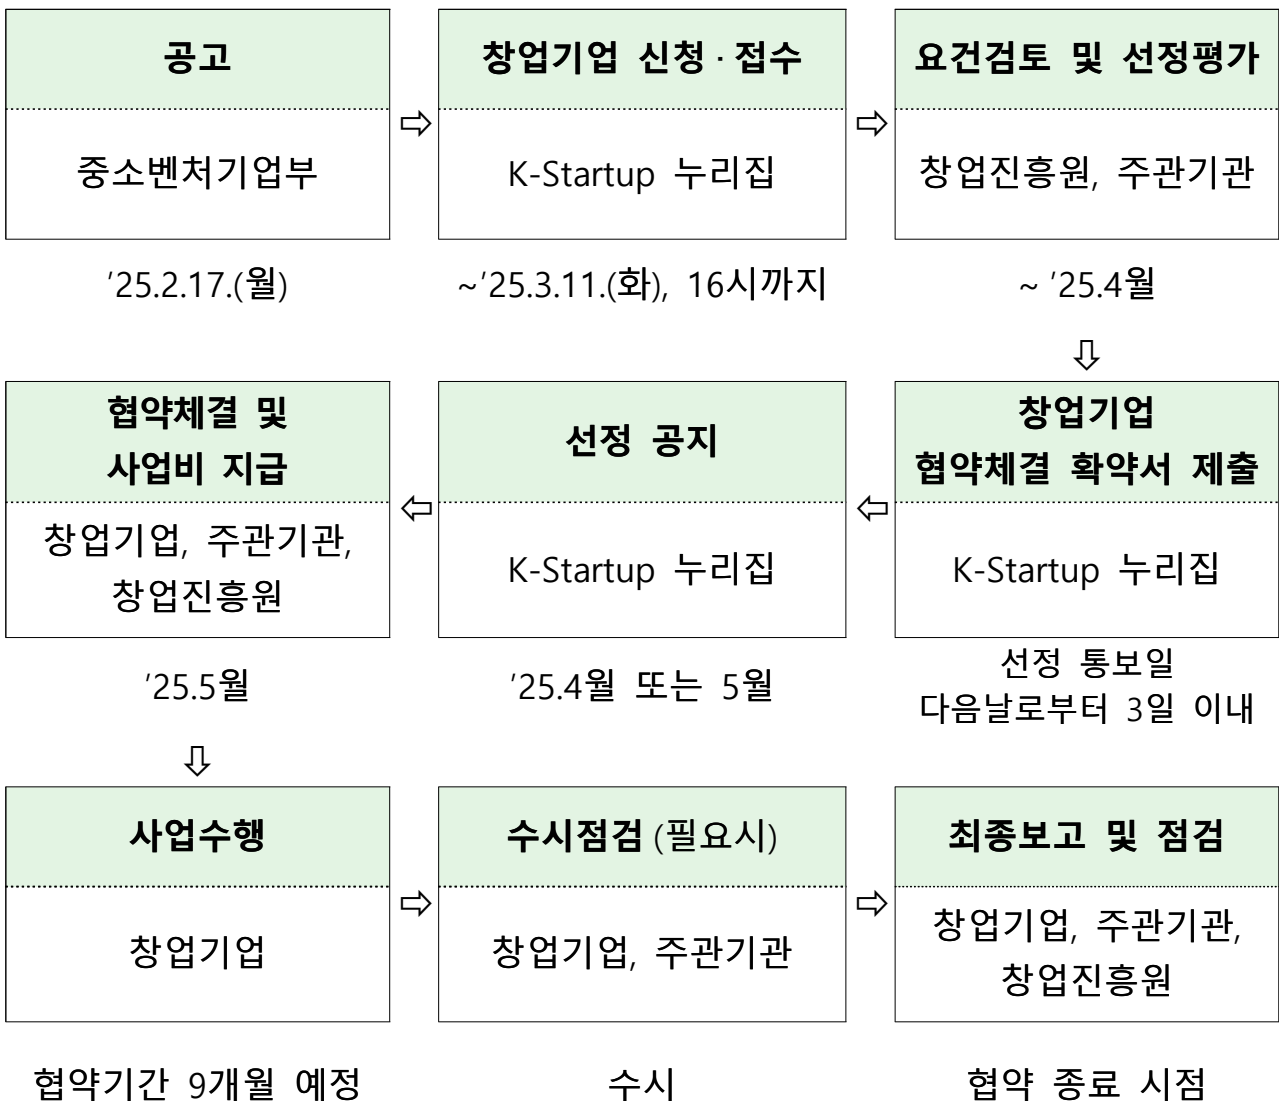 공고
중소벤처기업부
’25.2.17.(월)
⇨
창업기업 신청·접수
K-Startup 누리집
~’25.3.11.(화), 16시까지
⇨
요건검토 및 선정평가
창업진흥원, 주관기관
~ ’25.4월
⇩
창업기업
협약체결 확약서 제출
K-Startup 누리집
선정 통보일
다음날로부터 3일 이내
⇦
선정 공지
K-Startup 누리집
’25.4월 또는 5월
⇦
협약체결 및
사업비 지급
창업기업, 주관기관,
창업진흥원
’25.5월
⇩
사업수행
창업기업
협약기간 9개월 예정
⇨
수시점검 (필요시)
창업기업, 주관기관
수시
⇨
최종보고 및 점검
창업기업, 주관기관,
창업진흥원
협약 종료 시점